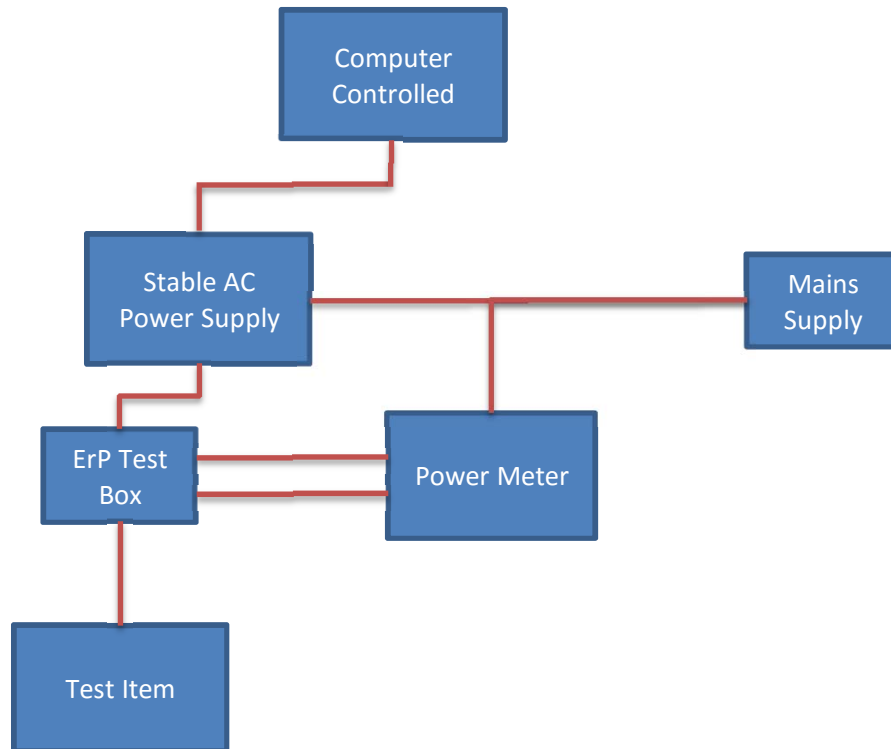 Computer
Controlled
Stable AC
Power Supply
Mains
Supply
ErP Test
Box
Power Meter
Test Item